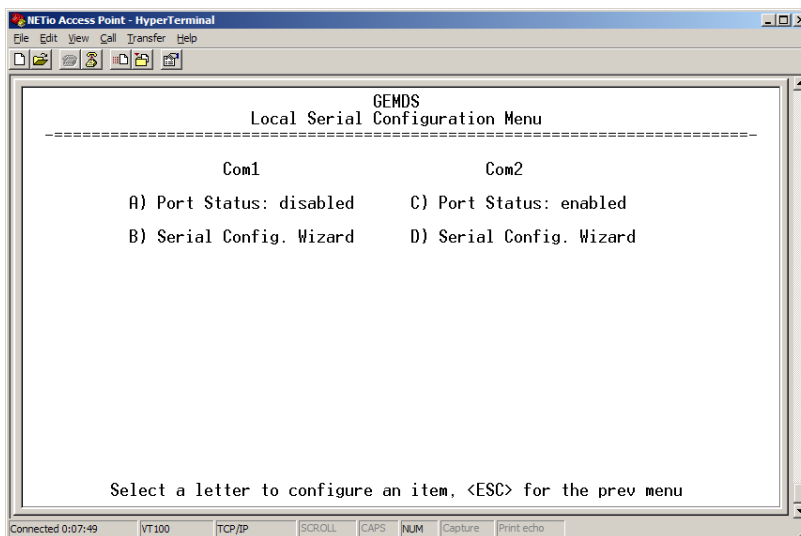 NETio Access Point - HyperTerminal
File Edit View Call Transfer Help
GEMDS
Local Serial Configuration Menu
-==========================================================================-
Com1 Com2
A) Port Status: disabled C) Port Status: enabled
B) Serial Config. Wizard D) Serial Config. Wizard
Select a letter to configure an item, <ESC> for the prev menu
Connected 0:07:49 VT100 TCP/IP SCROLL CAPS NUM Capture Print echo